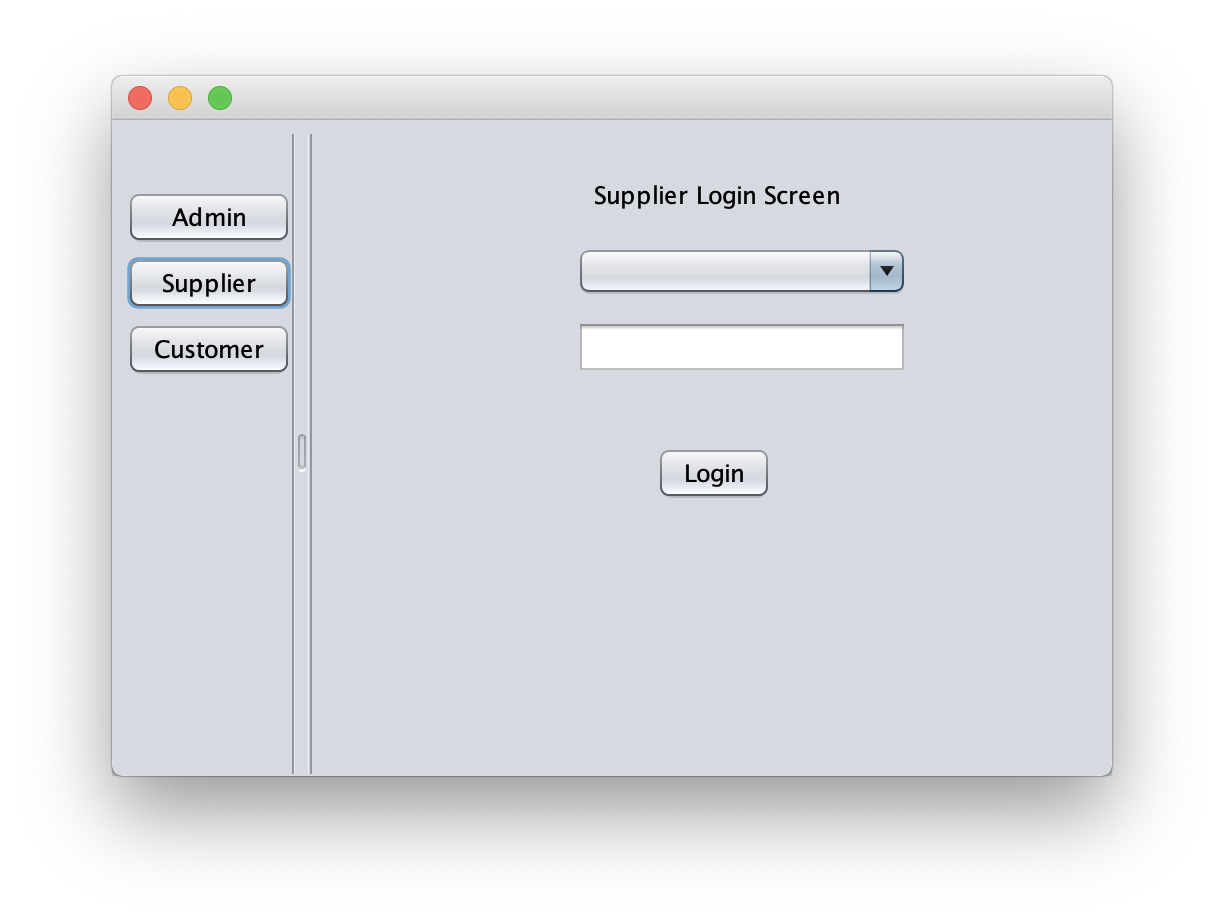 Admin
Supplier
Customer
Supplier Login Screen
Login